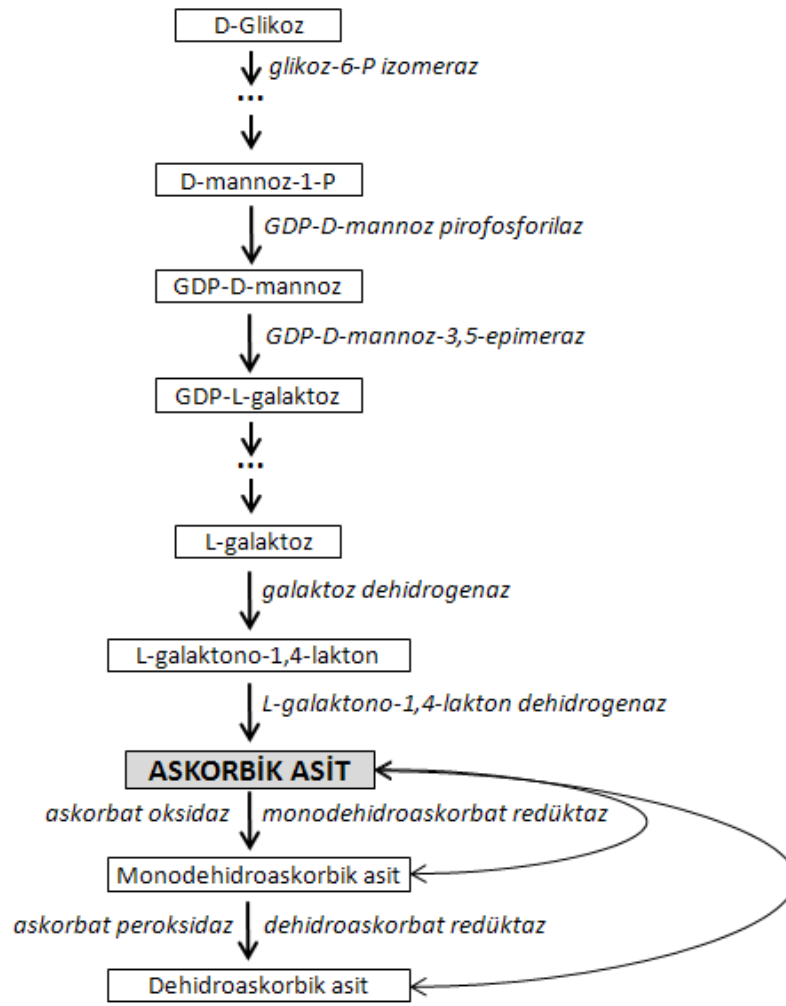 D-Glikoz
glikoz-6-P izomeraz
...
D-mannoz-1-P
GDP-D-mannoz pirofosforilaz
GDP-D-mannoz
GDP-D-mannoz-3,5-epimeraz
GDP-L-galaktoz
...
L-galaktoz
galaktoz dehidrogenaz
L-galaktono-1,4-lakton
L-galaktono-1,4-lakton dehidrogenaz
ASKORBİK ASİT
askorbat oksidaz monodehidroaskorbat redüktaz
Monodehidroaskorbik asit
askorbat peroksidaz dehidroaskorbat redüktaz
Dehidroaskorbik asit